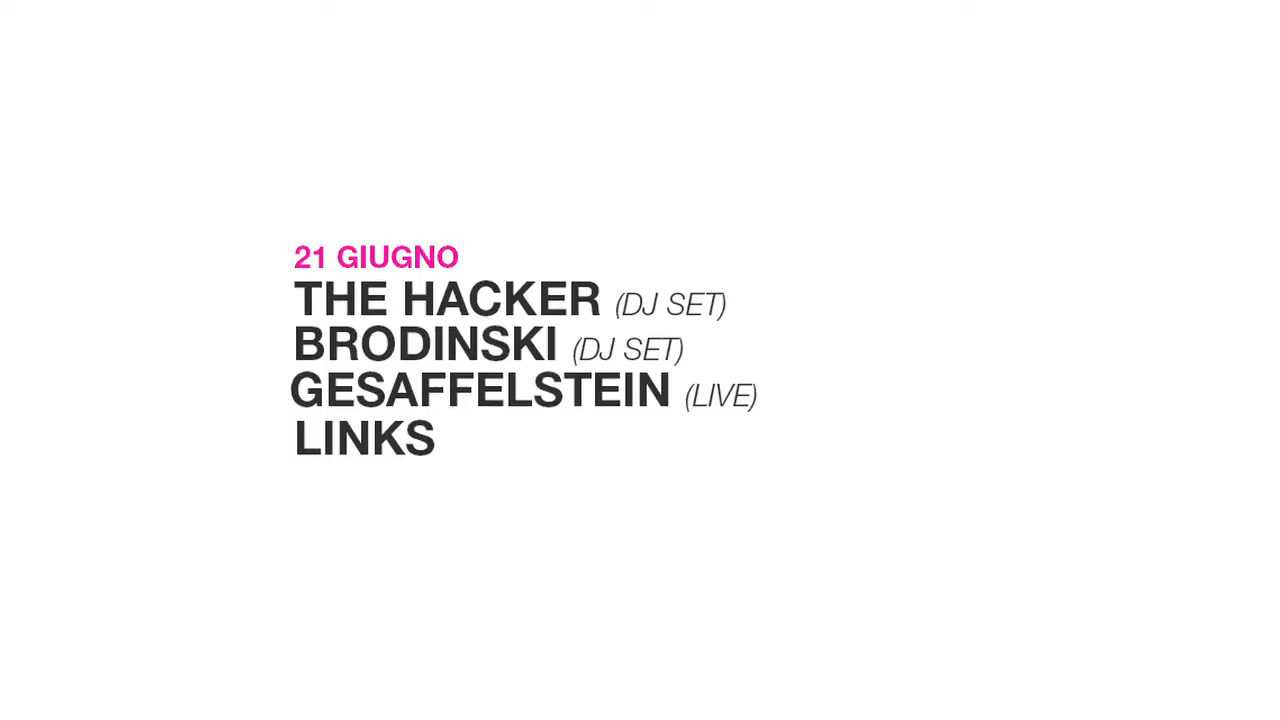 21 GIUGNO
THE HACKER (DJ SET)
BRODINSKI (DJ SET)
GESAFFELSTEIN (LIVE)
LINKS